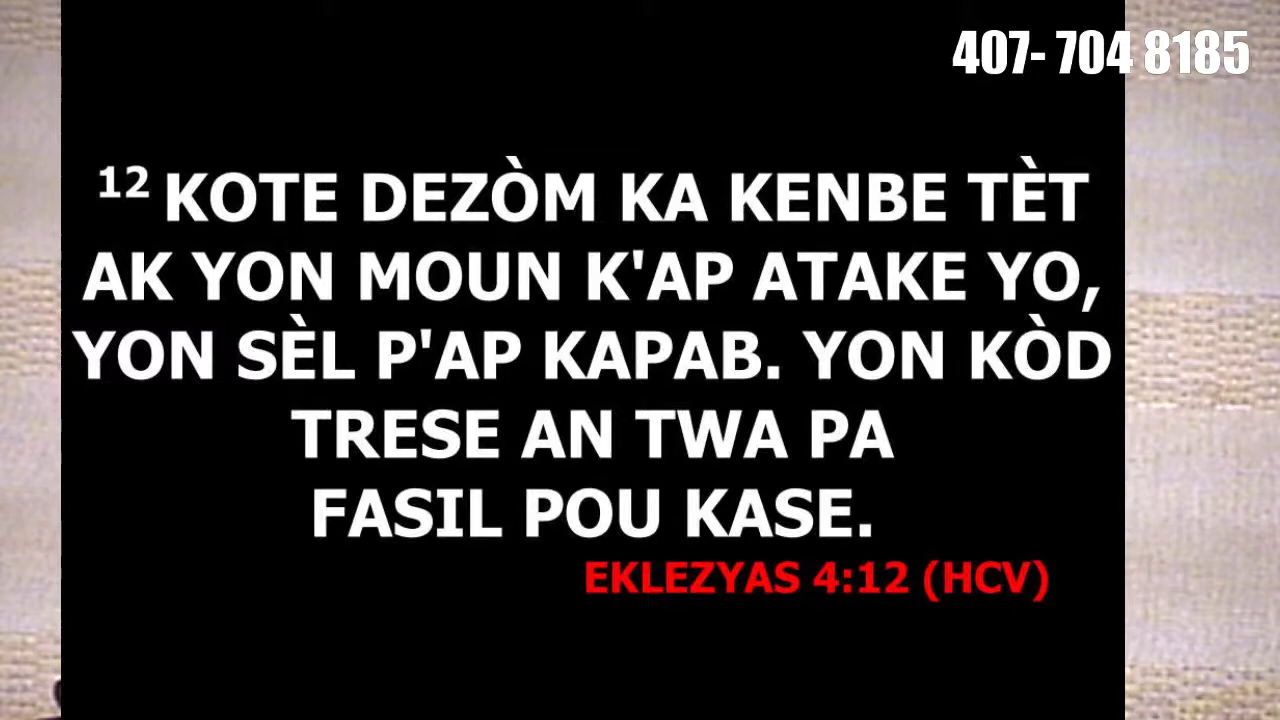 407- 704 8185
12 KOTE DEZÒM KA KENBE TÈT
AK YON MOUN K'AP ATAKE YO,
YON SÈL P'AP KAPAB. YON KÒD
TRESE AN TWA PA
FASIL POU KASE.
EKLEZYAS 4:12 (HCV)